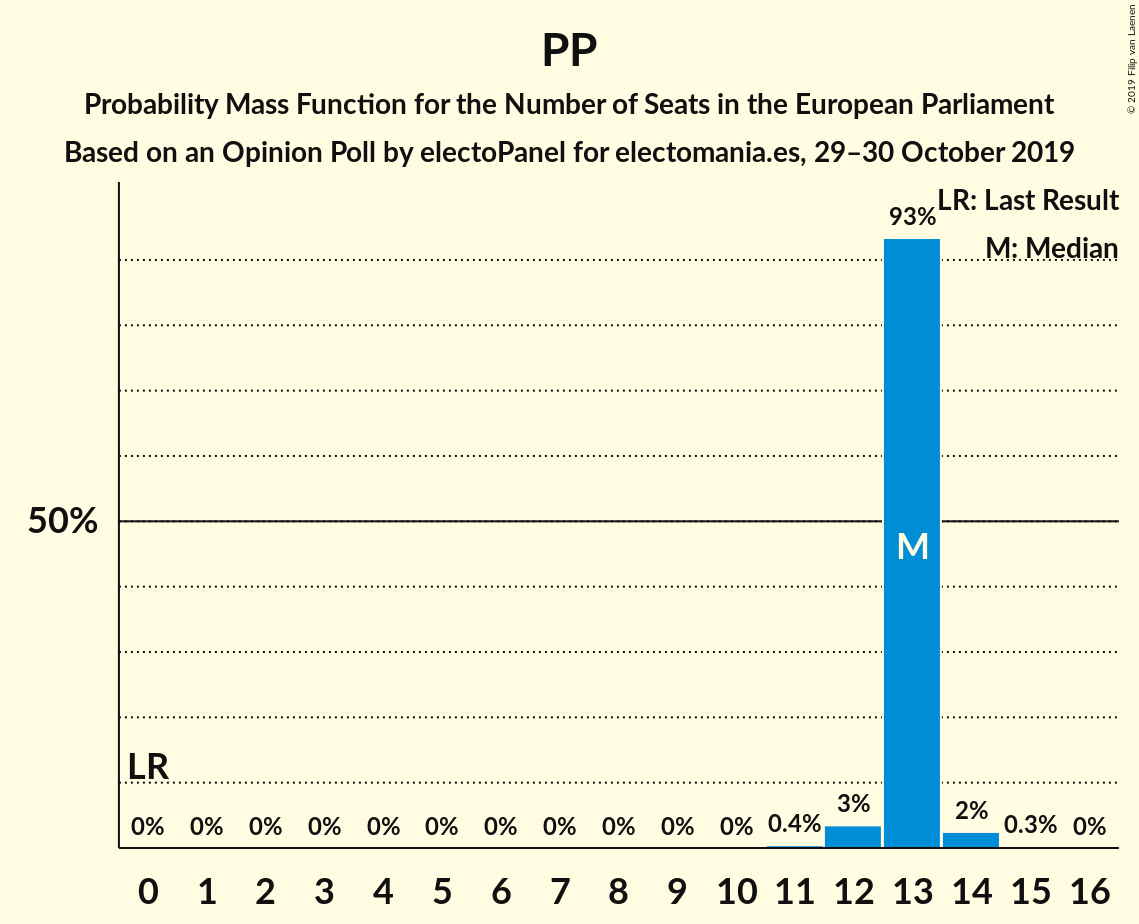 PP
Probability Mass Function for the Number of Seats in the European Parliament
Based on an Opinion Poll by electoPanel for electomania.es, 29–30 October 2019
© 2019 Filip van Laenen
LR: Last Result
M: Median
93%
50%
M
LR
0% 0% 0% 0% 0% 0% 0% 0% 0% 0% 0% 0.4% 3% 2% 0.3% 0%
0 1 2 3 4 5 6 7 8 9 10 11 12 13 14 15 16